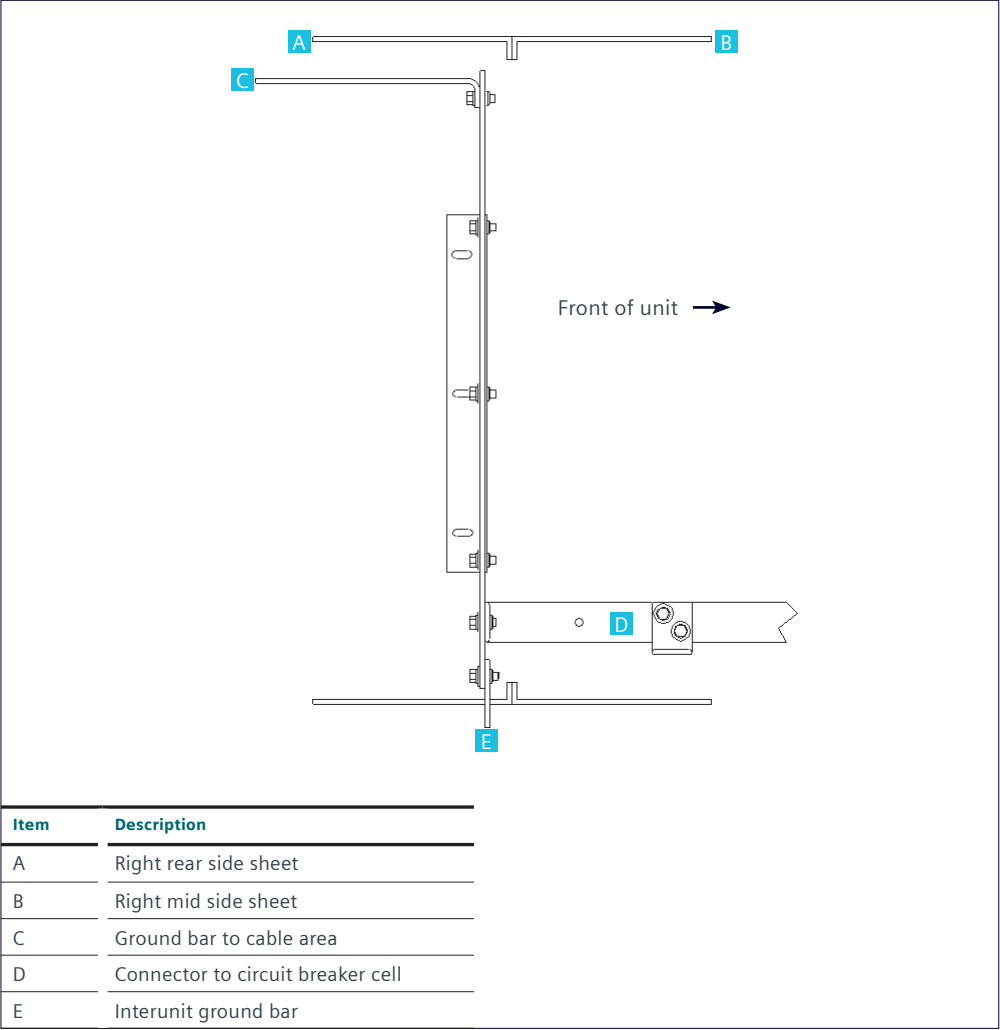 A
B
C
Front of unit
D
E
Item Description
A Right rear side sheet
B Right mid side sheet
C Ground bar to cable area
D Connector to circuit breaker cell
E Interunit ground bar